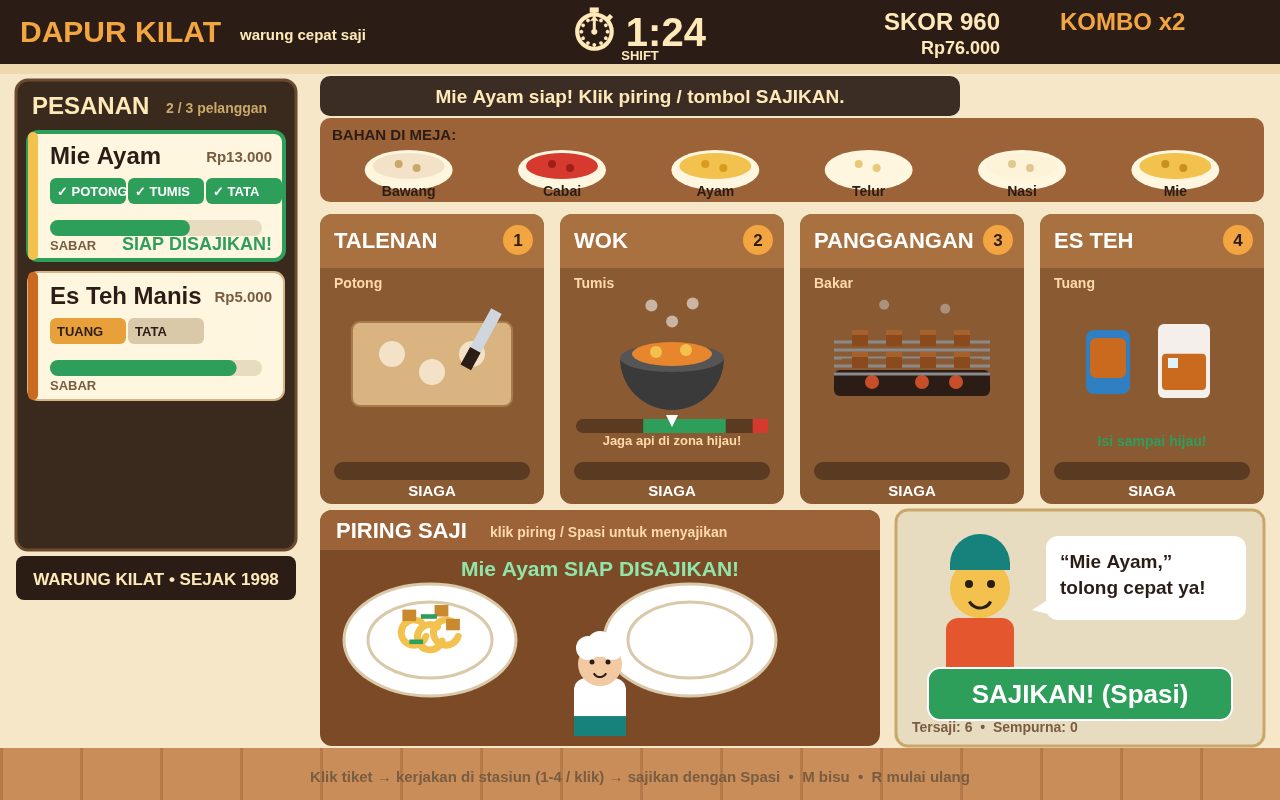 DAPUR KILAT warung cepat saji
1:24
SHIFT
SKOR 960
Rp76.000
KOMBO x2
PESANAN 2 / 3 pelanggan
Mie Ayam Rp13.000
✓ POTONG ✓ TUMIS ✓ TATA
SABAR SIAP DISAJIKAN!
Es Teh Manis Rp5.000
TUANG TATA
SABAR
WARUNG KILAT • SEJAK 1998
Mie Ayam siap! Klik piring / tombol SAJIKAN.
BAHAN DI MEJA:
Bawang Cabai Ayam Telur Nasi Mie
TALENAN 1
Potong
SIAGA
WOK 2
Tumis
Jaga api di zona hijau!
SIAGA
PANGGANGAN 3
Bakar
SIAGA
ES TEH 4
Tuang
Isi sampai hijau!
SIAGA
PIRING SAJI klik piring / Spasi untuk menyajikan
Mie Ayam SIAP DISAJIKAN!
“Mie Ayam,”
tolong cepat ya!
SAJIKAN! (Spasi)
Tersaji: 6 • Sempurna: 0
Klik tiket → kerjakan di stasiun (1-4 / klik) → sajikan dengan Spasi • M bisu • R mulai ulang